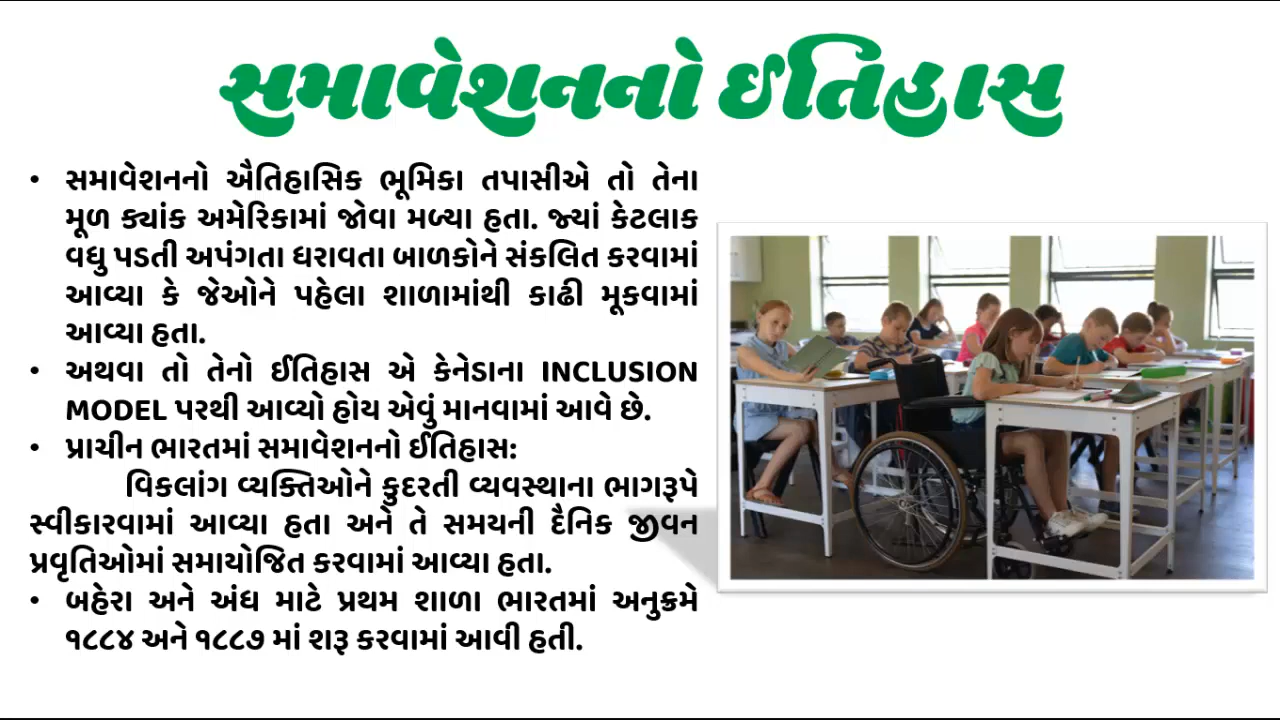 સમાવેશનનો ઈતિહાસ
• સમાવેશનનો ઐતિહાસિક ભૂમિકા તપાસીએ તો તેના
મૂળ ક્યાંક અમેરિકામાં જોવા મળ્યા હતા. જ્યાં કેટલાક
વધુ પડતી અપંગતા ધરાવતા બાળકોને સંકલિત કરવામાં
આવ્યા કે જેઓને પહેલા શાળામાંથી કાઢી મૂકવામાં
આવ્યા હતા.
• અથવા તો તેનો ઈતિહાસ એ કેનેડાના INCLUSION
MODEL પરથી આવ્યો હોય એવું માનવામાં આવે છે.
• પ્રાચીન ભારતમાં સમાવેશનનો ઈતિહાસ:
વિકલાંગ વ્યક્તિઓને કુદરતી વ્યવસ્થાના ભાગરૂપે
સ્વીકારવામાં આવ્યા હતા અને તે સમયની દૈનિક જીવન
પ્રવૃતિઓમાં સમાયોજિત કરવામાં આવ્યા હતા.
• બહેરા અને અંધ માટે પ્રથમ શાળા ભારતમાં અનુક્રમે
૧૮૮૪ અને ૧૮૮૭ માં શરૂ કરવામાં આવી હતી.